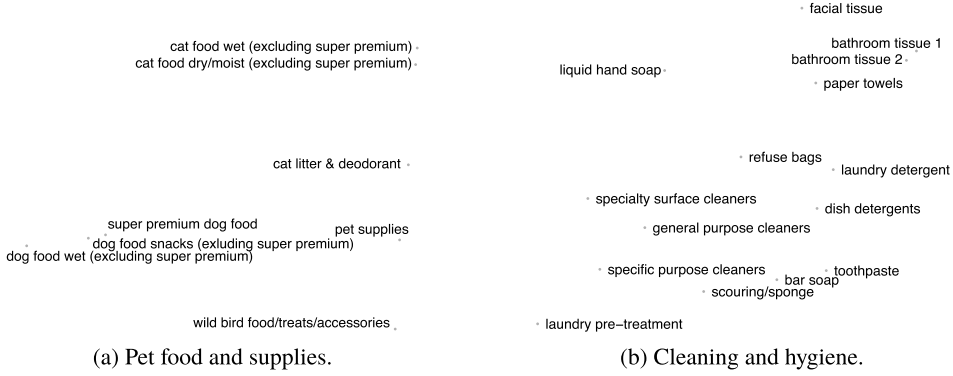 cat food wet (excluding super premium)
cat food dry/moist (excluding super premium)
cat litter & deodorant
super premium dog food
pet supplies
dog food snacks (exluding super premium)
dog food wet (excluding super premium)
wild bird food/treats/accessories
(a) Pet food and supplies.
facial tissue
bathroom tissue 1
bathroom tissue 2
liquid hand soap
paper towels
refuse bags
laundry detergent
specialty surface cleaners
dish detergents
general purpose cleaners
specific purpose cleaners
toothpaste
bar soap
scouring/sponge
laundry pre−treatment
(b) Cleaning and hygiene.